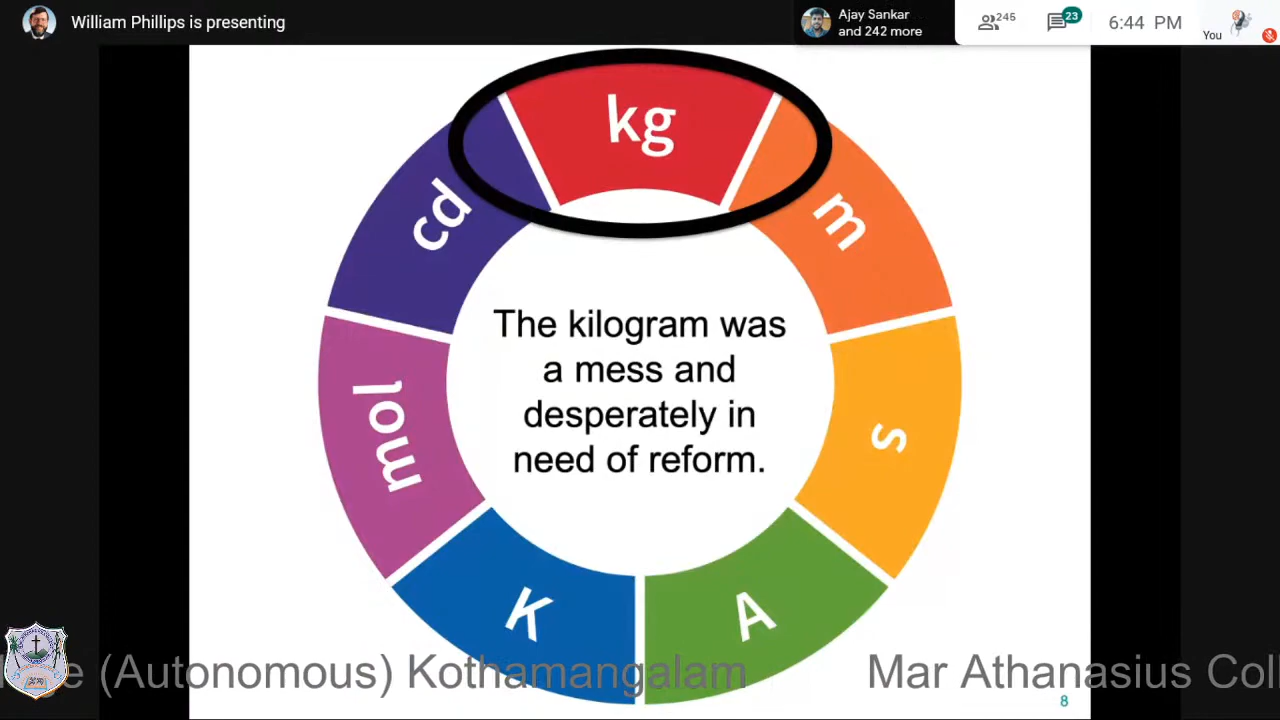 William Phillips is presenting
Ajay Sankar
and 242 more
245
23
6:44 PM
You
kg
cd
m
mol
s
K
A
The kilogram was
a mess and
desperately in
need of reform.
(Autonomous) Kothamangalam
Mar Athanasius Coll
8